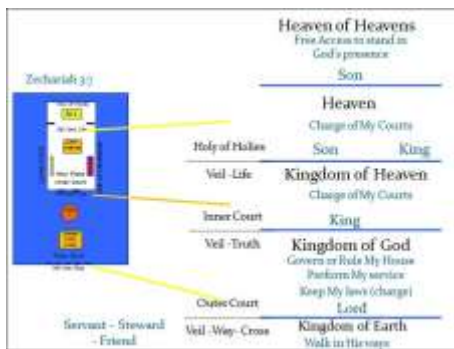 Heaven of Heavens
Free Access to stand in
God's presence
Son
Zechariah 3:7
Heaven
Charge of My Courts
Holy of Holies
Son King
Veil -Life
Kingdom of Heaven
Charge of My Courts
Inner Court
King
Veil -Truth
Kingdom of God
Govern or Rule My House
Perform My service
Keep My laws (charge)
Outer Court
Lord
Servant - Steward
- Friend
Veil -Way -Cross
Kingdom of Earth
Walk in His ways